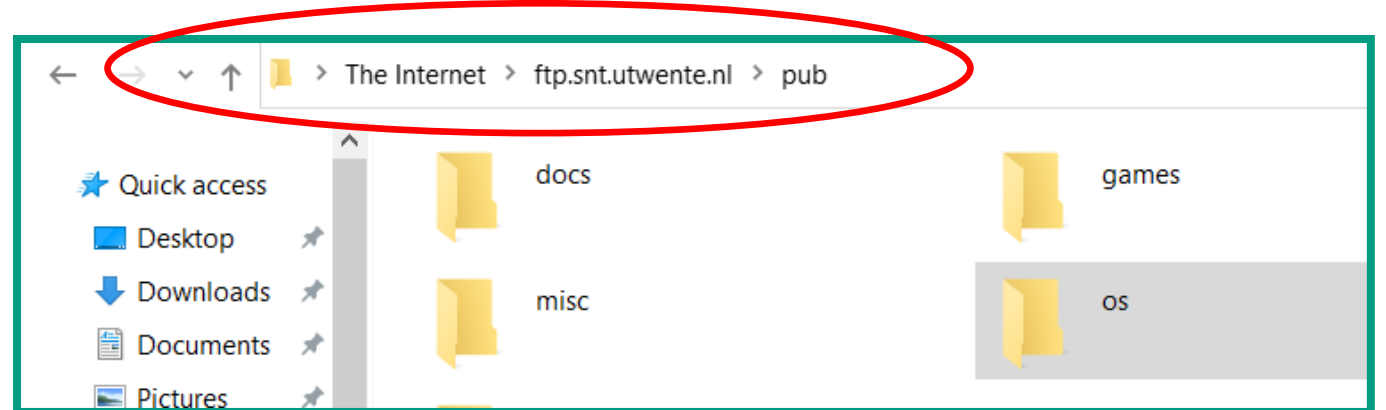 The Internet > ftp.snt.utwente.nl > pub
Quick access
Desktop
Downloads
Documents
Pictures
docs
games
misc
os